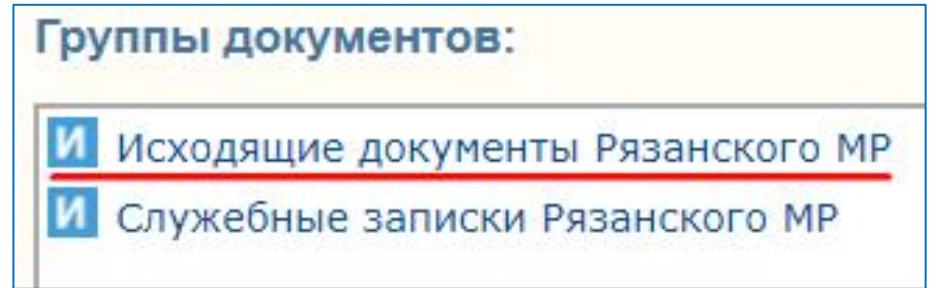 Группы документов:
И Исходящие документы Рязанского МР
И Служебные записки Рязанского МР